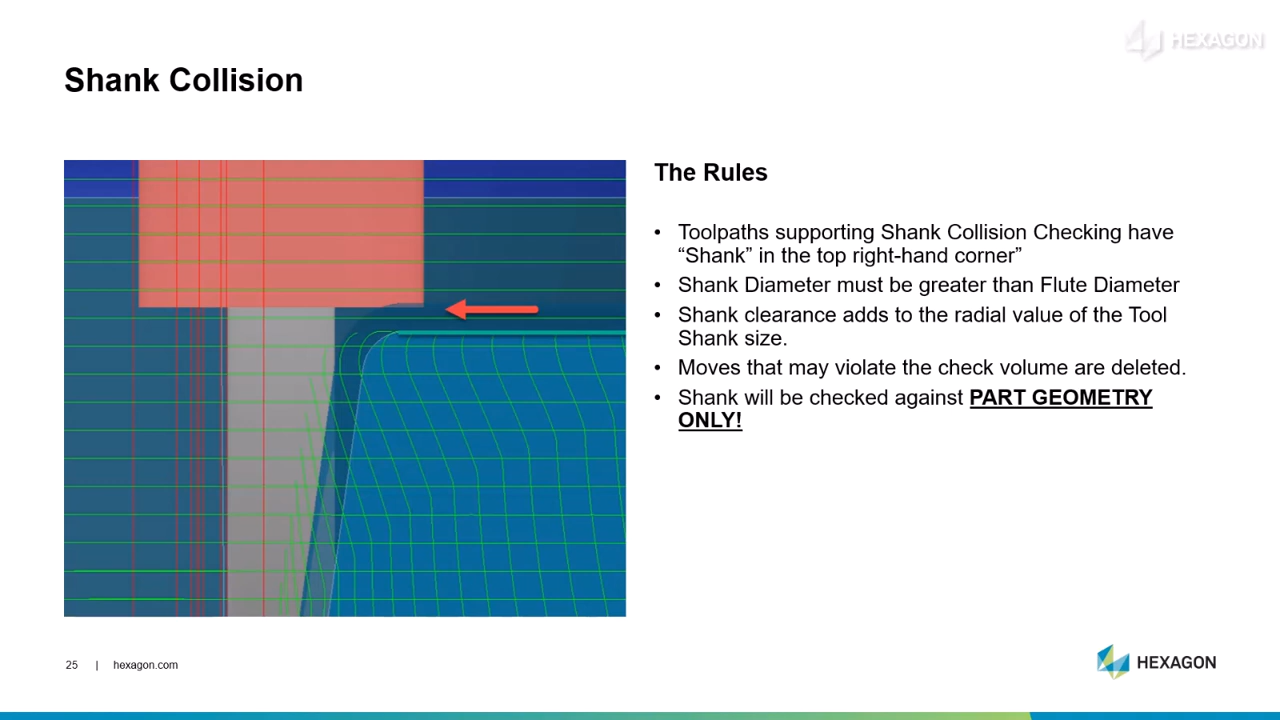 HEXAGON
Shank Collision
The Rules
• Toolpaths supporting Shank Collision Checking have
“Shank” in the top right-hand corner”
• Shank Diameter must be greater than Flute Diameter
• Shank clearance adds to the radial value of the Tool
Shank size.
• Moves that may violate the check volume are deleted.
• Shank will be checked against PART GEOMETRY
ONLY!
25 | hexagon.com
HEXAGON